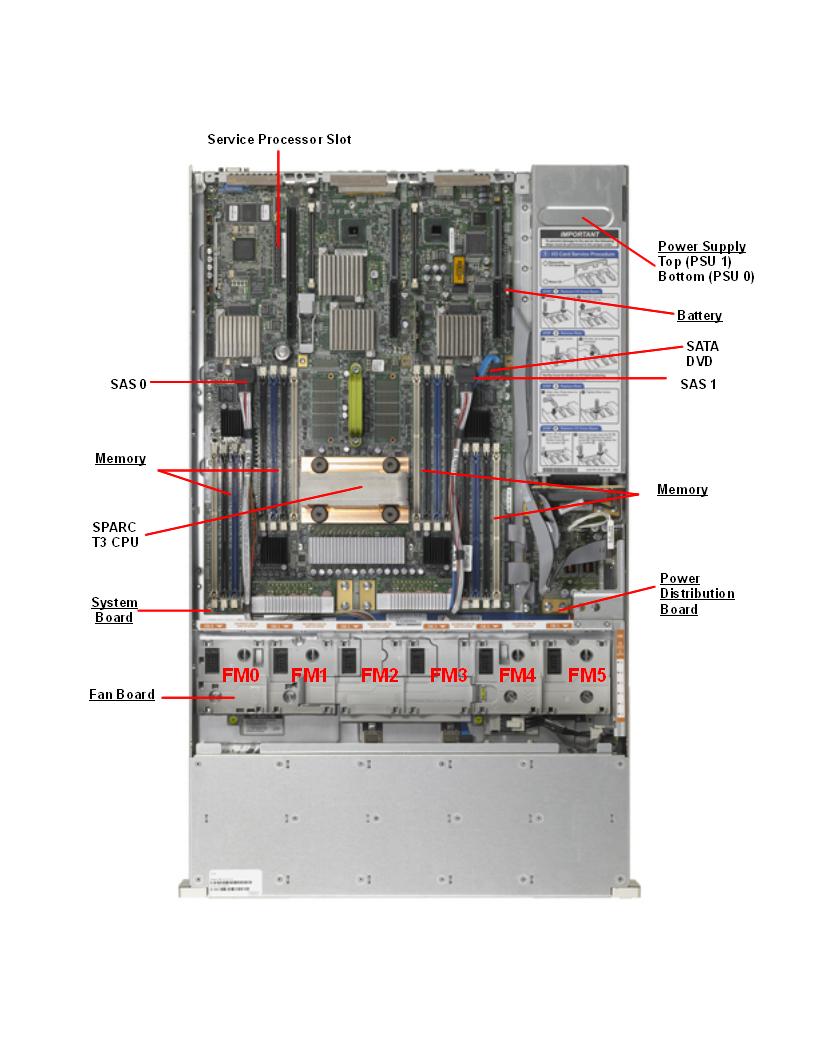 Service Processor Slot
IMPORTANT
Power Supply
Top (PSU 1)
Bottom (PSU 0)
Battery
SATA
DVD
SAS 0
SAS 1
Memory
Memory
SPARC
T3 CPU
Power
Distribution
Board
System
Board
FM0
FM1
FM2
FM3
FM4
FM5
Fan Board